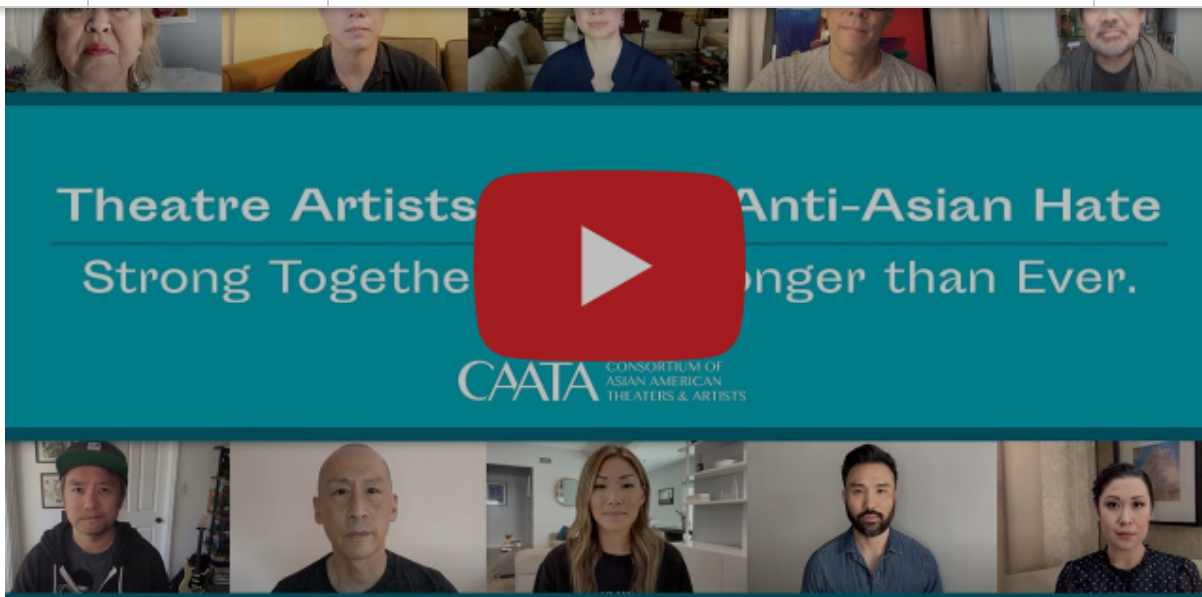 Theatre Artists Anti-Asian Hate
Strong Togethe onger than Ever.
CAATA
CONSORTIUM OF
ASIAN AMERICAN
THEATERS & ARTISTS